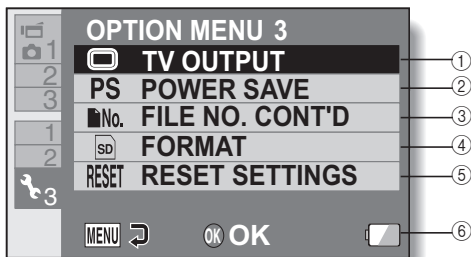 OPTION MENU 3
1
2
3
1
2
3
TV OUTPUT ①
PS POWER SAVE ②
No. FILE NO. CONT'D ③
SD FORMAT ④
RESET RESET SETTINGS ⑤
MENU OK OK ⑥